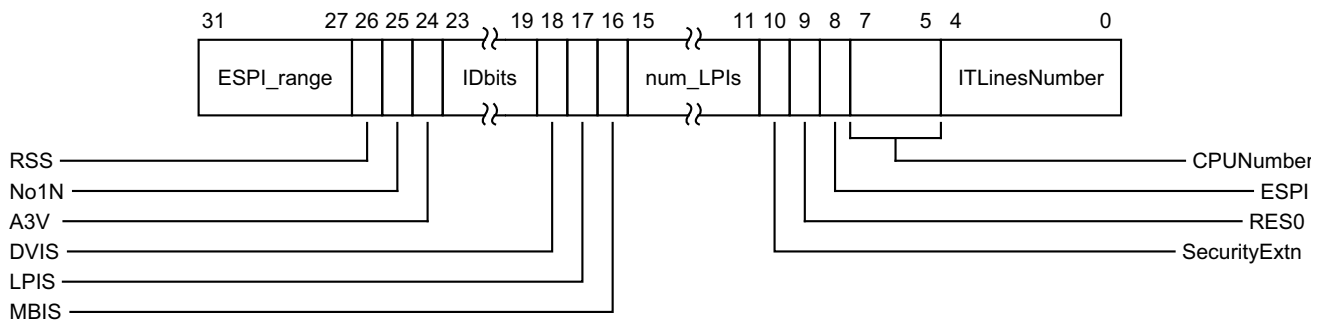 31 27 26 25 24 23 19 18 17 16 15 11 10 9 8 7 5 4 0
ESPI_range IDbits num_LPIs ITLinesNumber
RSS CPUNumber
No1N ESPI
A3V RES0
DVIS SecurityExtn
LPIS
MBIS